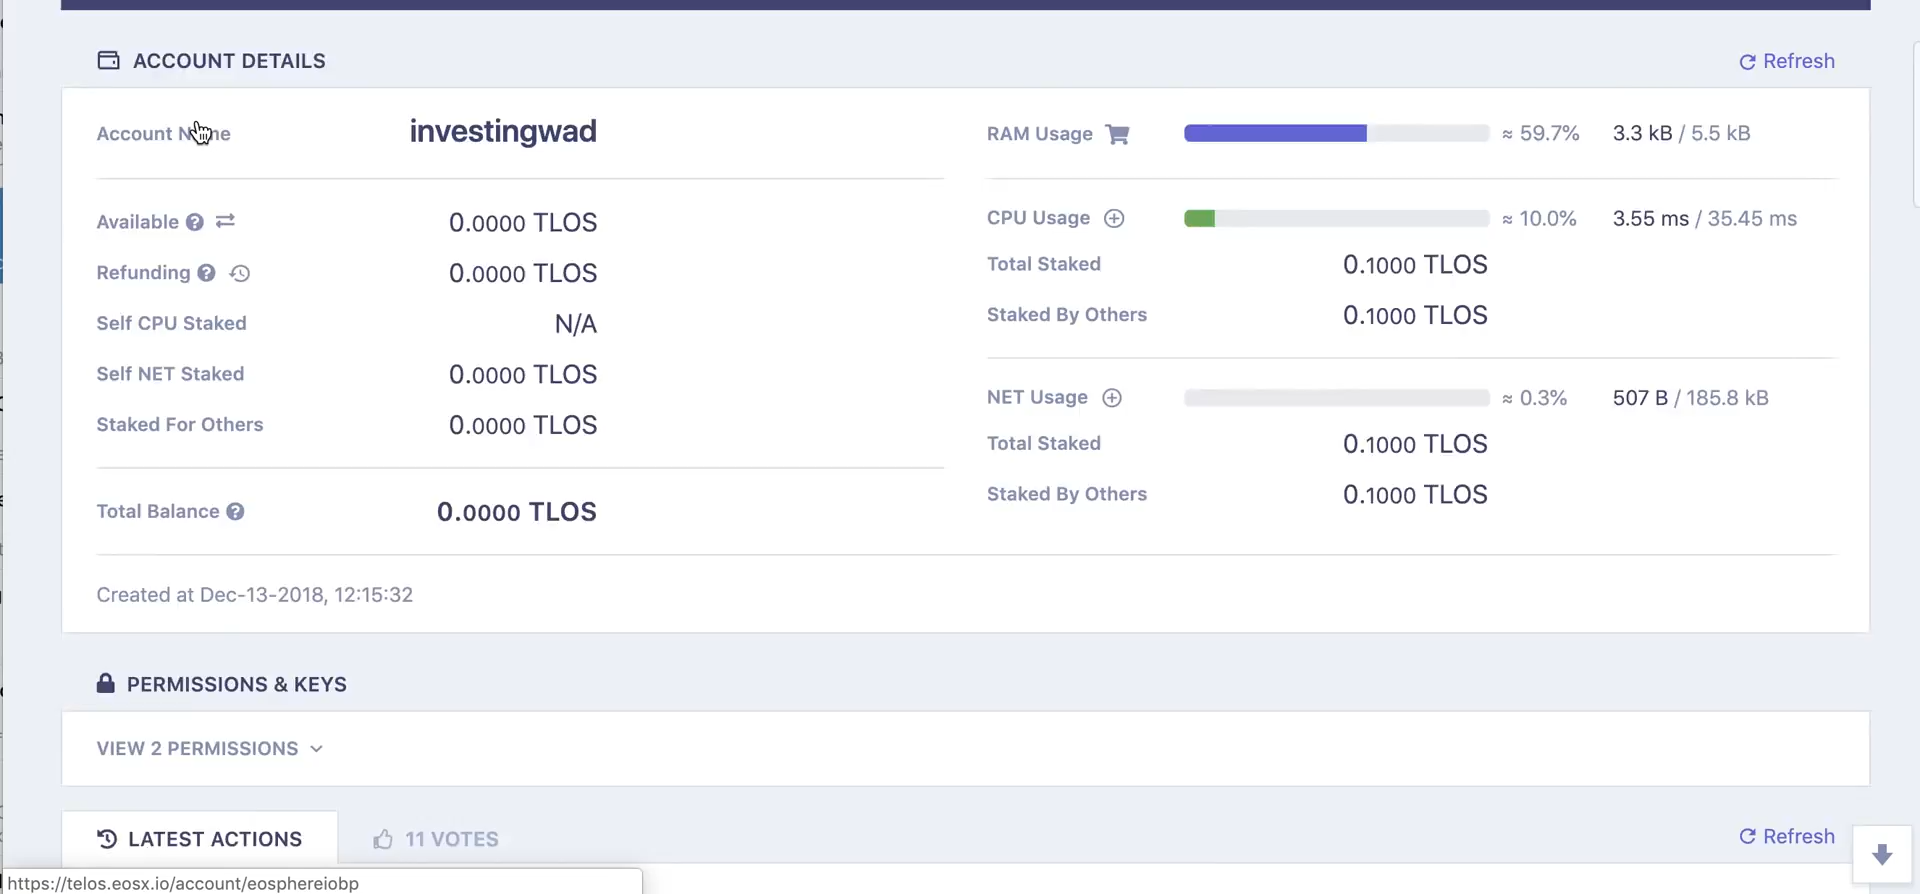 ACCOUNT DETAILS
Refresh
Account Name
investingwad
Available
0.0000 TLOS
Refunding
0.0000 TLOS
Self CPU Staked
N/A
Self NET Staked
0.0000 TLOS
Staked For Others
0.0000 TLOS
Total Balance
0.0000 TLOS
Created at Dec-13-2018, 12:15:32
RAM Usage ≈ 59.7% 3.3 kB / 5.5 kB
CPU Usage ≈ 10.0% 3.55 ms / 35.45 ms
Total Staked 0.1000 TLOS
Staked By Others 0.1000 TLOS
NET Usage ≈ 0.3% 507 B / 185.8 kB
Total Staked 0.1000 TLOS
Staked By Others 0.1000 TLOS
PERMISSIONS & KEYS
VIEW 2 PERMISSIONS
LATEST ACTIONS
11 VOTES
Refresh
https://telos.eosx.io/account/eosphereiobp